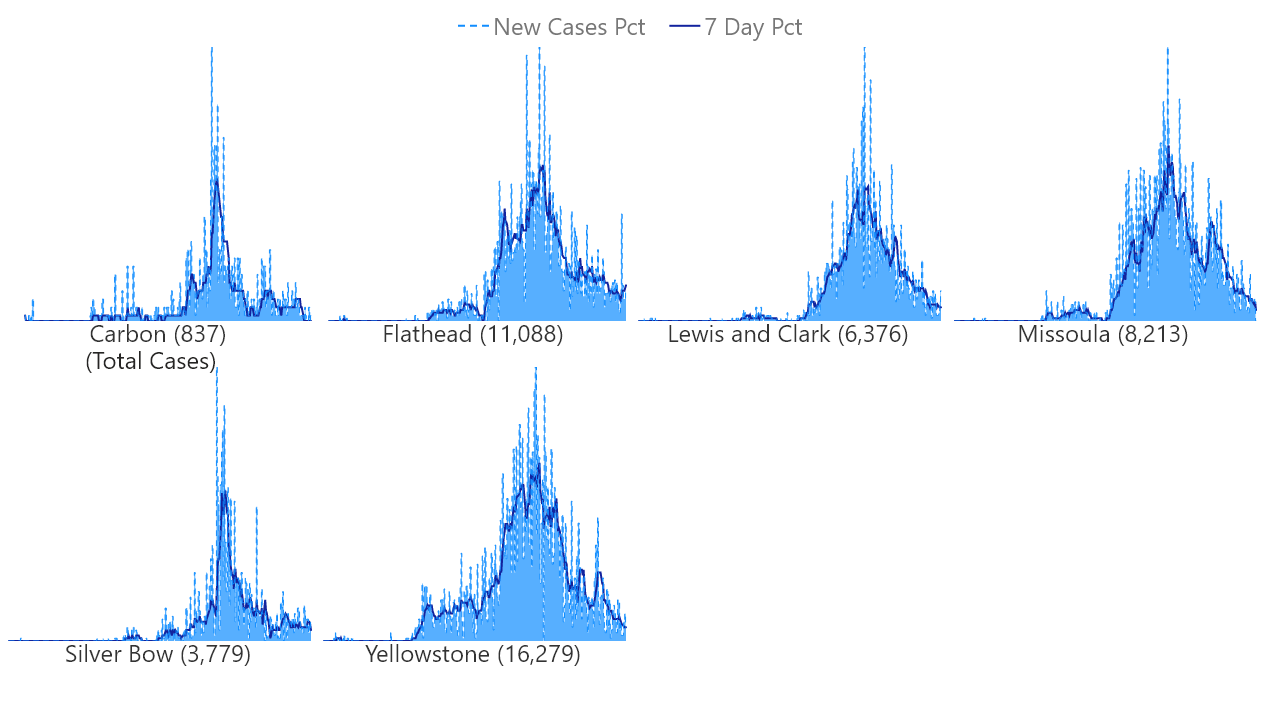 New Cases Pct 7 Day Pct
Carbon (837) Flathead (11,088) Lewis and Clark (6,376) Missoula (8,213)
(Total Cases)
Silver Bow (3,779) Yellowstone (16,279)